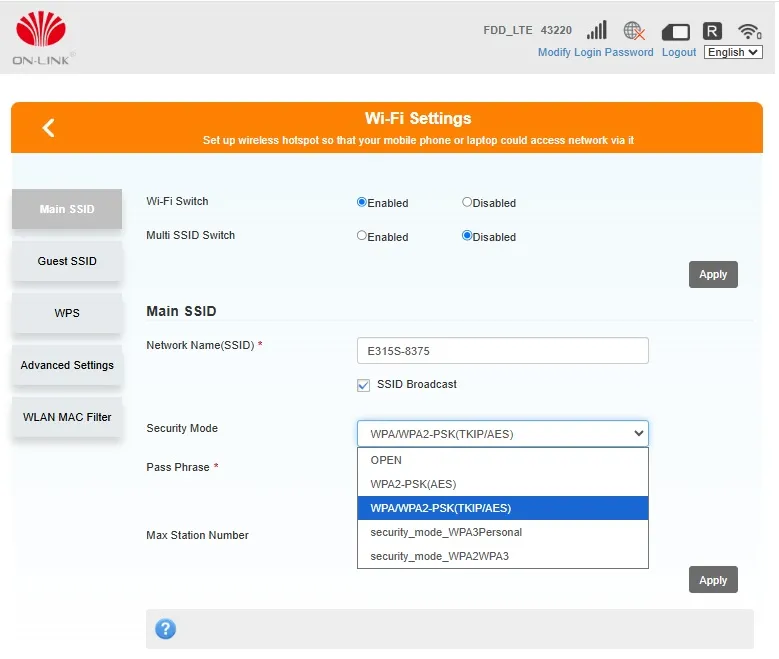 FDD_LTE 43220 R 0
ON-LINK®
Modify Login Password Logout English
Wi-Fi Settings
Set up wireless hotspot so that your mobile phone or laptop could access network via it
Main SSID
Guest SSID
WPS
Advanced Settings
WLAN MAC Filter
Wi-Fi Switch Enabled Disabled
Multi SSID Switch Enabled Disabled
Apply
Main SSID
Network Name(SSID) * E315S-8375
SSID Broadcast
Security Mode WPA/WPA2-PSK(TKIP/AES)
OPEN
Pass Phrase *
WPA2-PSK(AES)
WPA/WPA2-PSK(TKIP/AES)
security_mode_WPA3Personal
Max Station Number
security_mode_WPA2WPA3
Apply
?